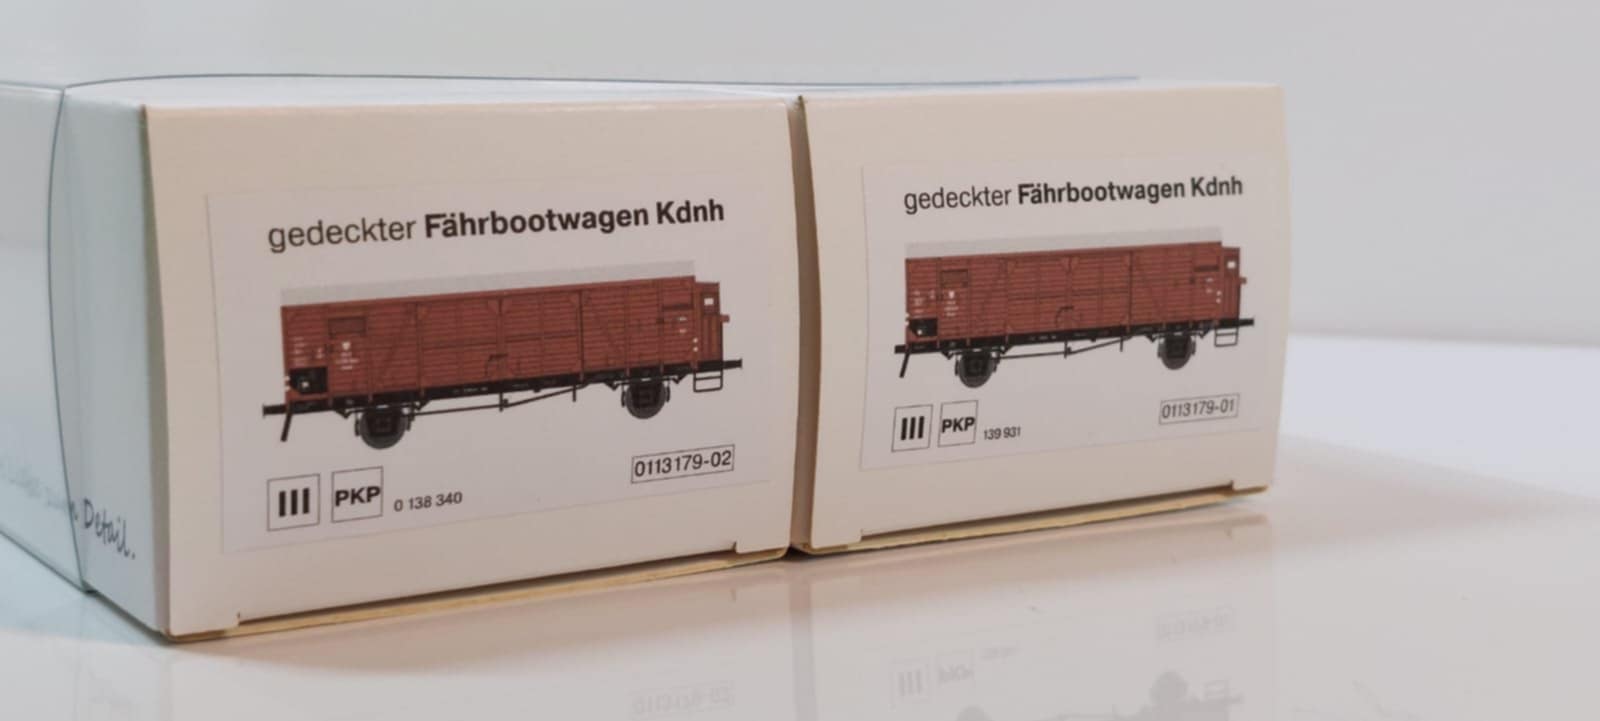 gedeckter Fährbootwagen Kdnh
III PKP 0 138 340
0113179-02
gedeckter Fährbootwagen Kdnh
III PKP 139 931
0113179-01
Detail.